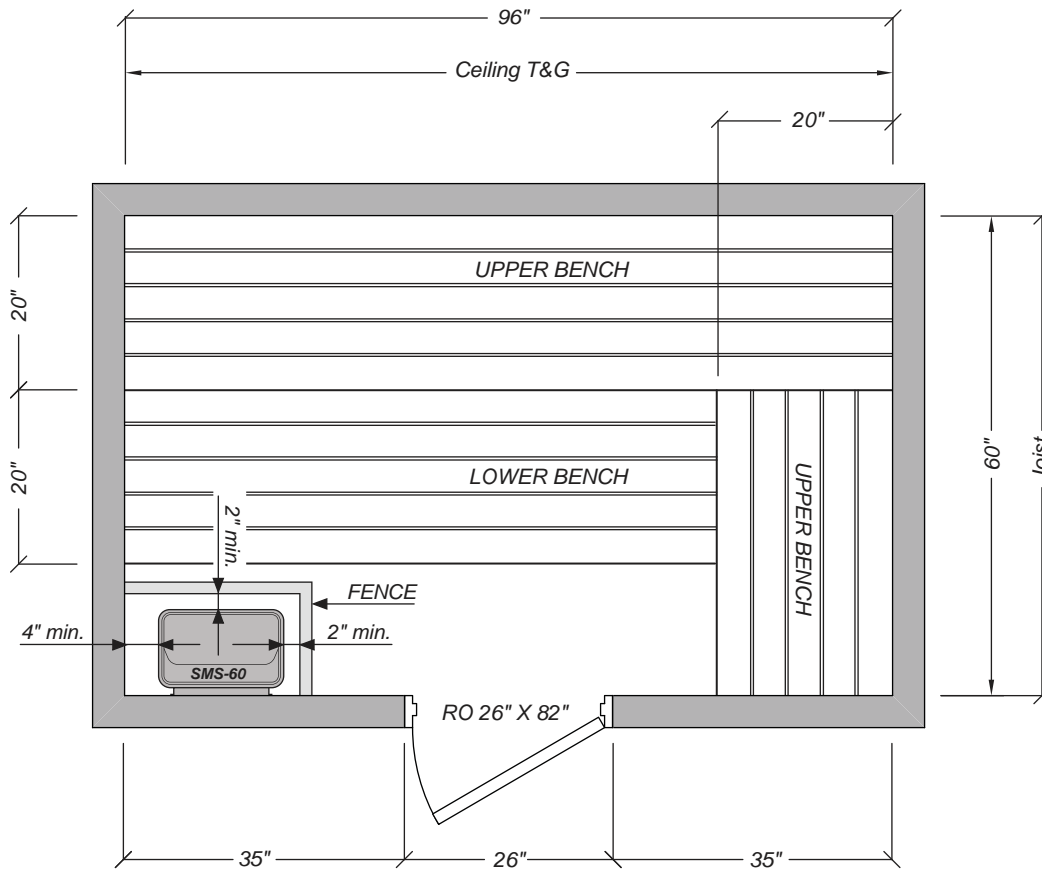 96"
Ceiling T&G
20"
UPPER BENCH
20"
20"
LOWER BENCH
UPPER BENCH
60"
Joist
2" min.
FENCE
4" min.
2" min.
SMS-60
RO 26" X 82"
35"
26"
35"